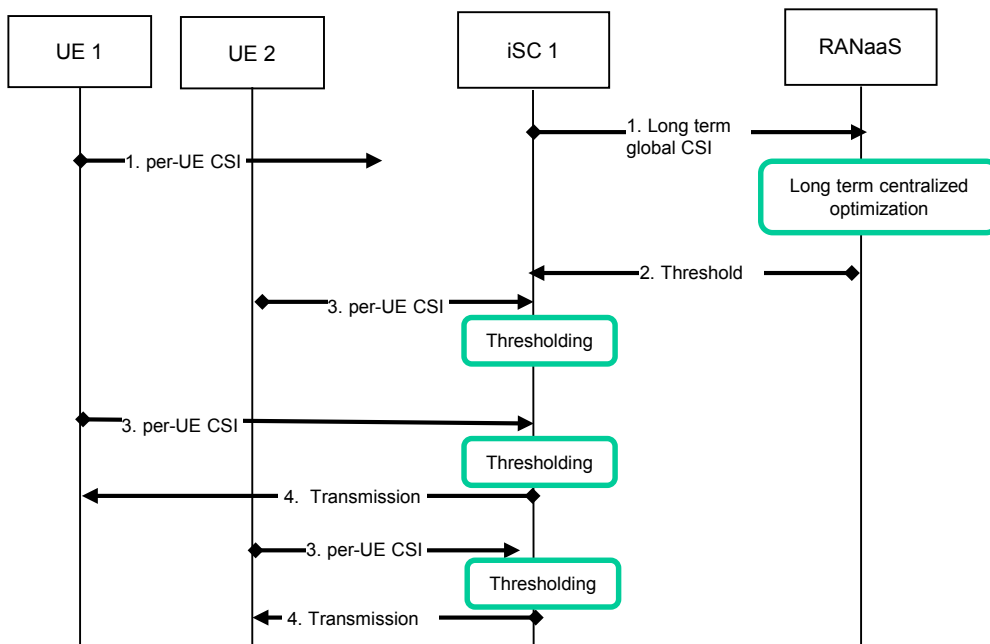 UE 1
UE 2
iSC 1
RANaaS
1. Long term
global CSI
1. per-UE CSI
Long term centralized
optimization
2. Threshold
3. per-UE CSI
Thresholding
3. per-UE CSI
Thresholding
4. Transmission
3. per-UE CSI
Thresholding
4. Transmission